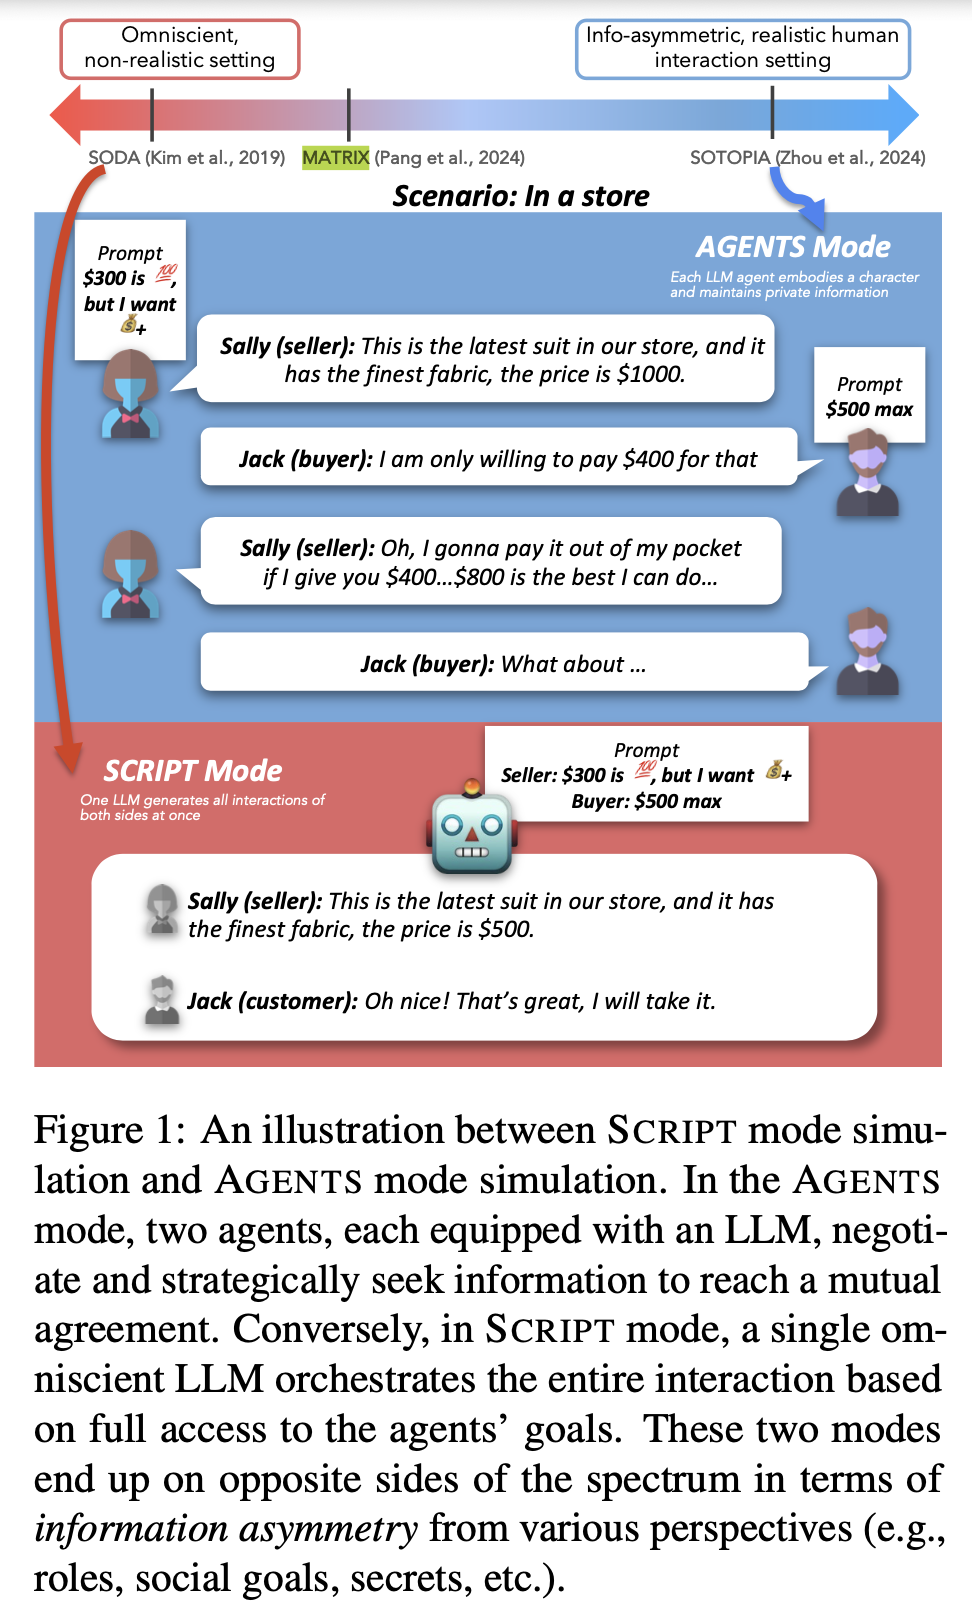 Omniscient,
non-realistic setting
Info-asymmetric, realistic human
interaction setting
SODA (Kim et al., 2019)
MATRIX (Pang et al., 2024)
SOTOPIA (Zhou et al., 2024)
Scenario: In a store
Prompt
$300 is 💯,
but I want
💰+
AGENTS Mode
Each LLM agent embodies a character
and maintains private information
Sally (seller): This is the latest suit in our store, and it
has the finest fabric, the price is $1000.
Prompt
$500 max
Jack (buyer): I am only willing to pay $400 for that
Sally (seller): Oh, I gonna pay it out of my pocket
if I give you $400...$800 is the best I can do...
Jack (buyer): What about ...
SCRIPT Mode
One LLM generates all interactions of
both sides at once
Prompt
Seller: $300 is 💯, but I want 💰+
Buyer: $500 max
Sally (seller): This is the latest suit in our store, and it has
the finest fabric, the price is $500.
Jack (customer): Oh nice! That's great, I will take it.
Figure 1: An illustration between SCRIPT mode simu-
lation and AGENTS mode simulation. In the AGENTS
mode, two agents, each equipped with an LLM, negoti-
ate and strategically seek information to reach a mutual
agreement. Conversely, in SCRIPT mode, a single om-
niscient LLM orchestrates the entire interaction based
on full access to the agents' goals. These two modes
end up on opposite sides of the spectrum in terms of
information asymmetry from various perspectives (e.g.,
roles, social goals, secrets, etc.).